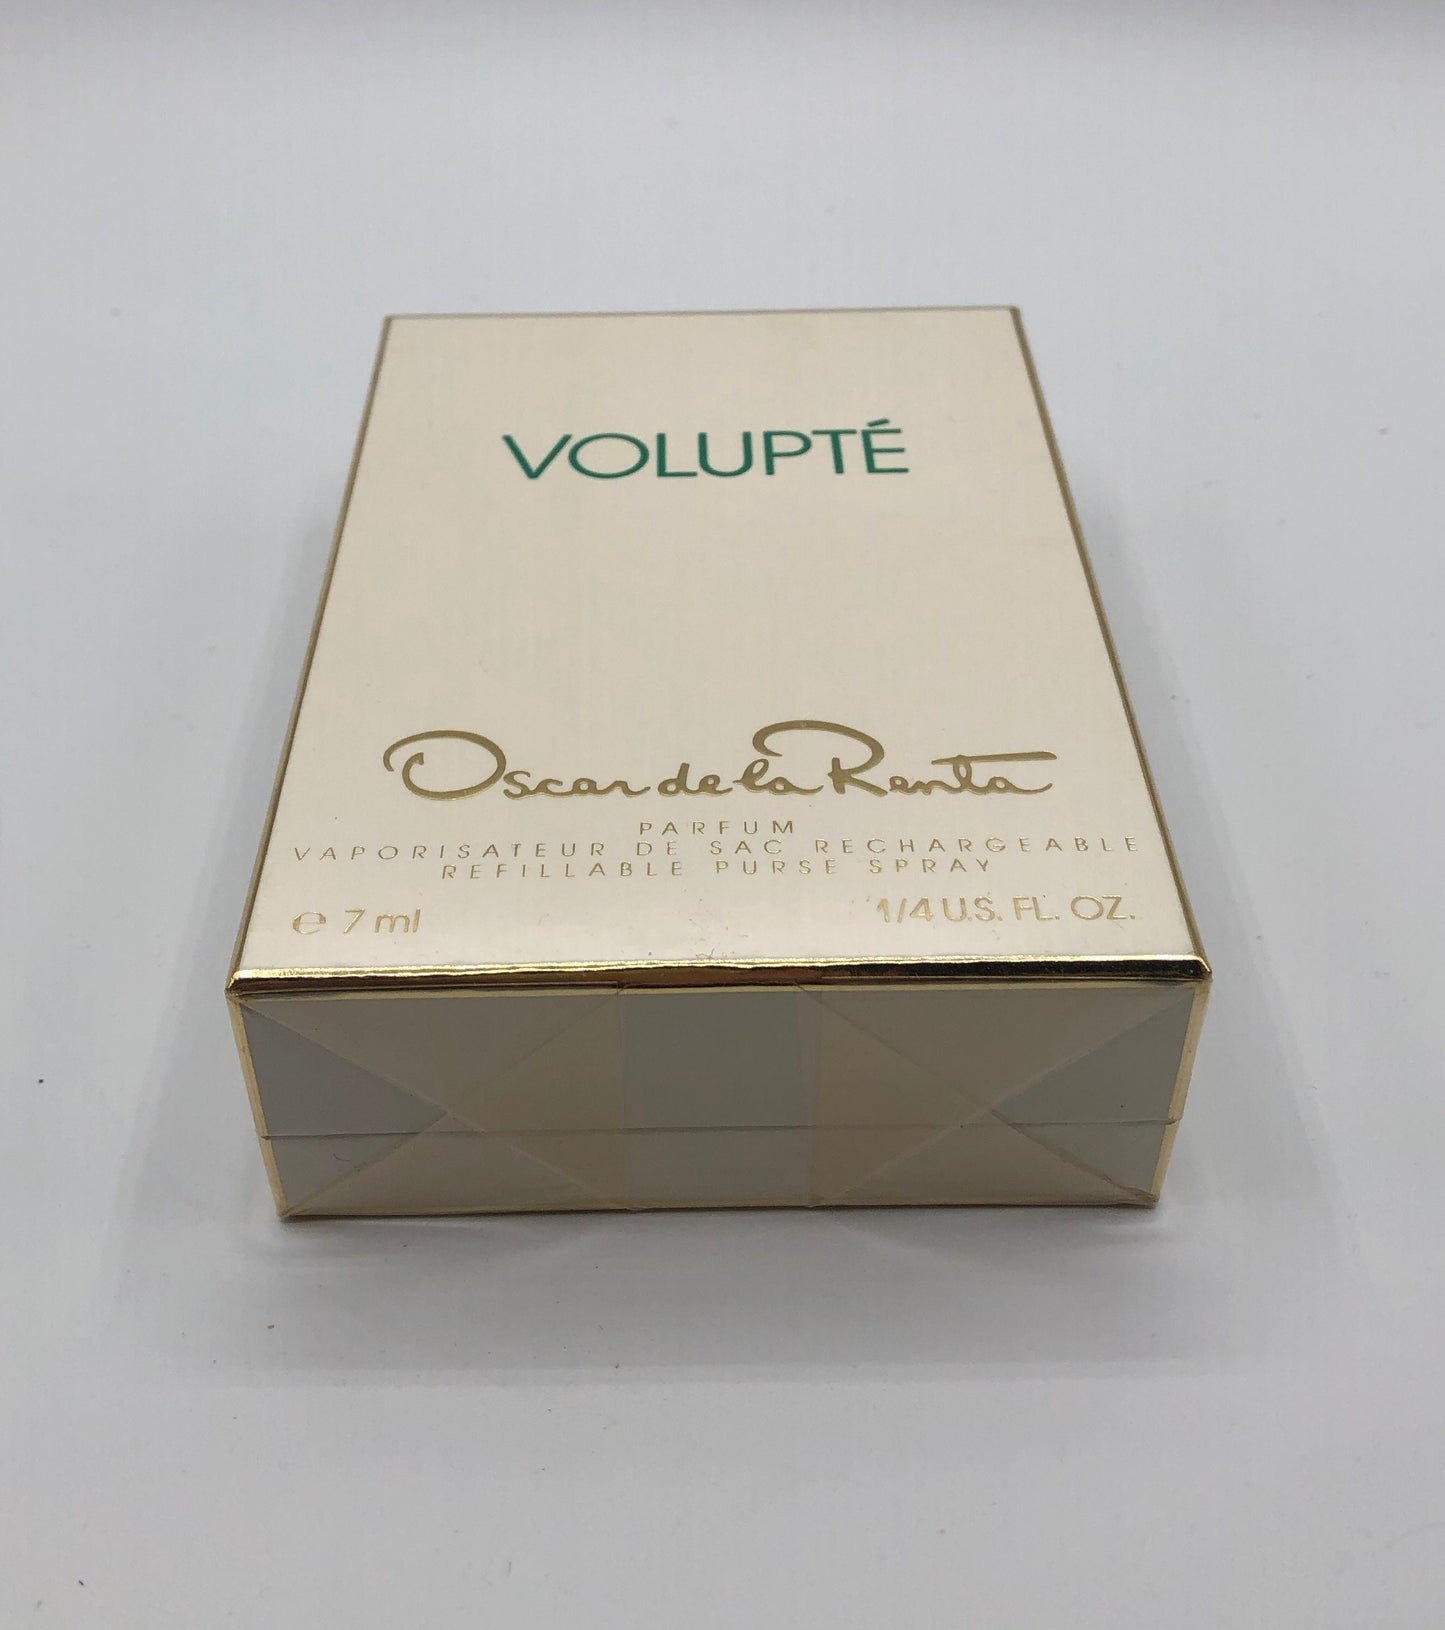 VOLUPTÉ
Oscar de la Renta
PARFUM
VAPORISATEUR DE SAC RECHARGEABLE
REFILLABLE PURSE SPRAY
℮ 7 ml 1/4 U.S. FL. OZ.